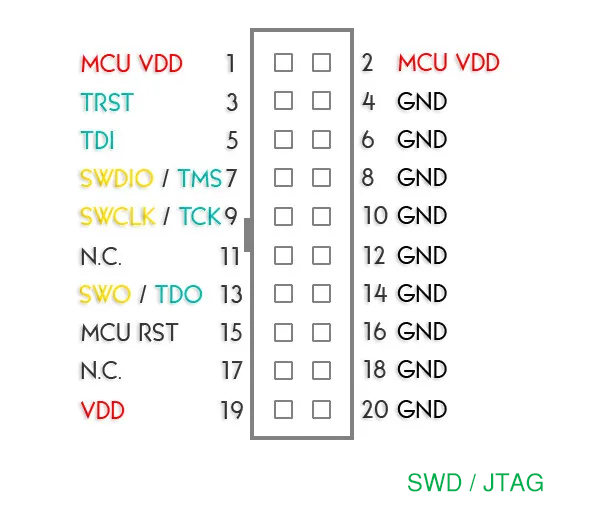 MCU VDD 1 2 MCU VDD
TRST 3 4 GND
TDI 5 6 GND
SWDIO / TMS 7 8 GND
SWCLK / TCK 9 10 GND
N.C. 11 12 GND
SWO / TDO 13 14 GND
MCU RST 15 16 GND
N.C. 17 18 GND
VDD 19 20 GND
SWD / JTAG